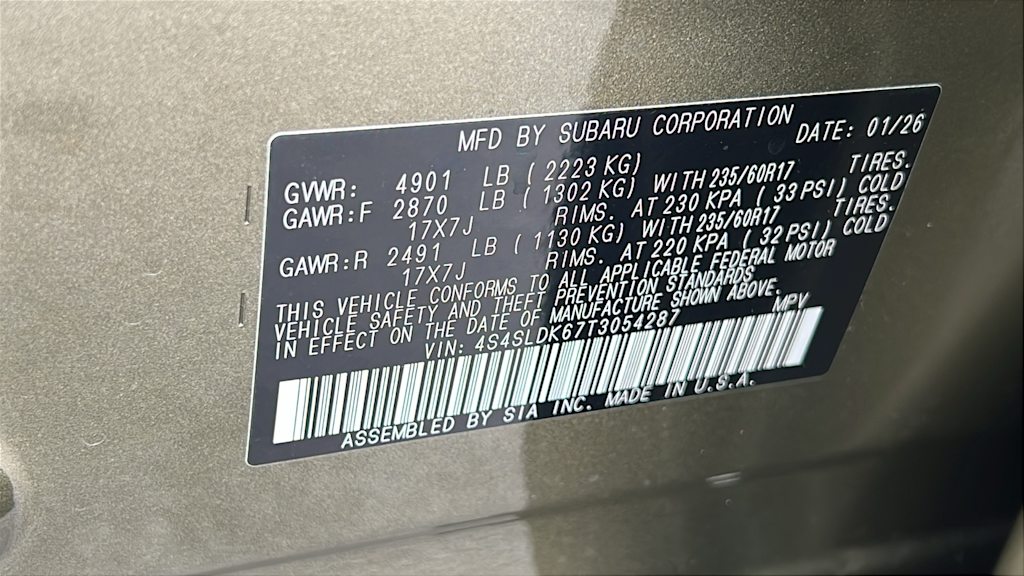 MFD BY SUBARU CORPORATION DATE: 01/26
GVWR: 4901 LB ( 2223 KG)
GAWR:F 2870 LB ( 1302 KG) WITH 235/60R17 TIRES.
17X7J RIMS. AT 230 KPA ( 33 PSI) COLD
GAWR:R 2491 LB ( 1130 KG) WITH 235/60R17 TIRES.
17X7J RIMS. AT 220 KPA ( 32 PSI) COLD
THIS VEHICLE CONFORMS TO ALL APPLICABLE FEDERAL MOTOR
VEHICLE SAFETY AND THEFT PREVENTION STANDARDS
IN EFFECT ON THE DATE OF MANUFACTURE SHOWN ABOVE.
VIN: 4S4SLDK67T3054287 MPV
ASSEMBLED BY SIA INC. MADE IN U.S.A.